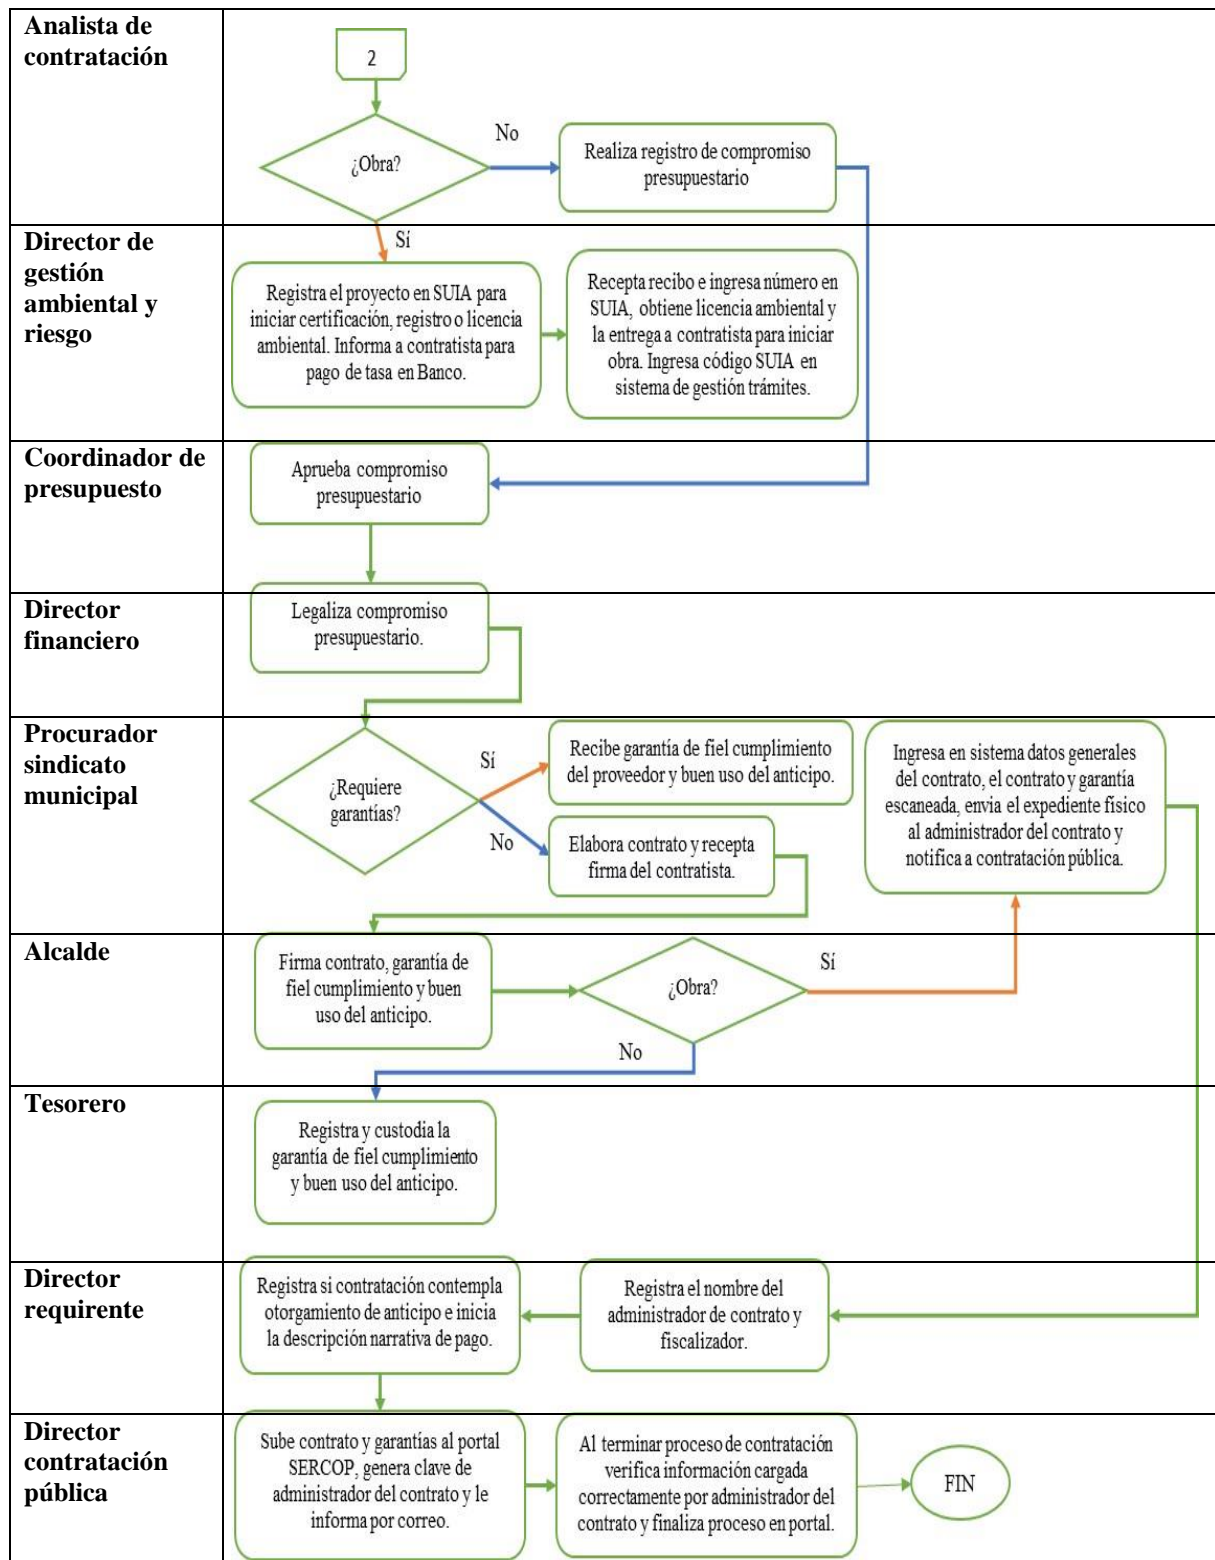 Analista de
contratación
2
¿Obra?
No
Realiza registro de compromiso
presupuestario
Sí
Director de
gestión
ambiental y
riesgo
Registra el proyecto en SUIA para
iniciar certificación, registro o licencia
ambiental. Informa a contratista para
pago de tasa en Banco.
Recepta recibo e ingresa número en
SUIA, obtiene licencia ambiental y
la entrega a contratista para iniciar
obra. Ingresa código SUIA en
sistema de gestión trámites.
Coordinador de
presupuesto
Aprueba compromiso
presupuestario
Director
financiero
Legaliza compromiso
presupuestario.
Procurador
sindicato
municipal
¿Requiere
garantías?
Sí
Recibe garantía de fiel cumplimiento
del proveedor y buen uso del anticipo.
No
Elabora contrato y recepta
firma del contratista.
Ingresa en sistema datos generales
del contrato, el contrato y garantía
escaneada, envia el expediente físico
al administrador del contrato y
notifica a contratación pública.
Alcalde
Firma contrato, garantía de
fiel cumplimiento y buen
uso del anticipo.
¿Obra?
Sí
No
Tesorero
Registra y custodia la
garantía de fiel cumplimiento
y buen uso del anticipo.
Director
requirente
Registra si contratación contempla
otorgamiento de anticipo e inicia
la descripción narrativa de pago.
Registra el nombre del
administrador de contrato y
fiscalizador.
Director
contratación
pública
Sube contrato y garantías al portal
SERCOP, genera clave de
administrador del contrato y le
informa por correo.
Al terminar proceso de contratación
verifica información cargada
correctamente por administrador del
contrato y finaliza proceso en portal.
FIN